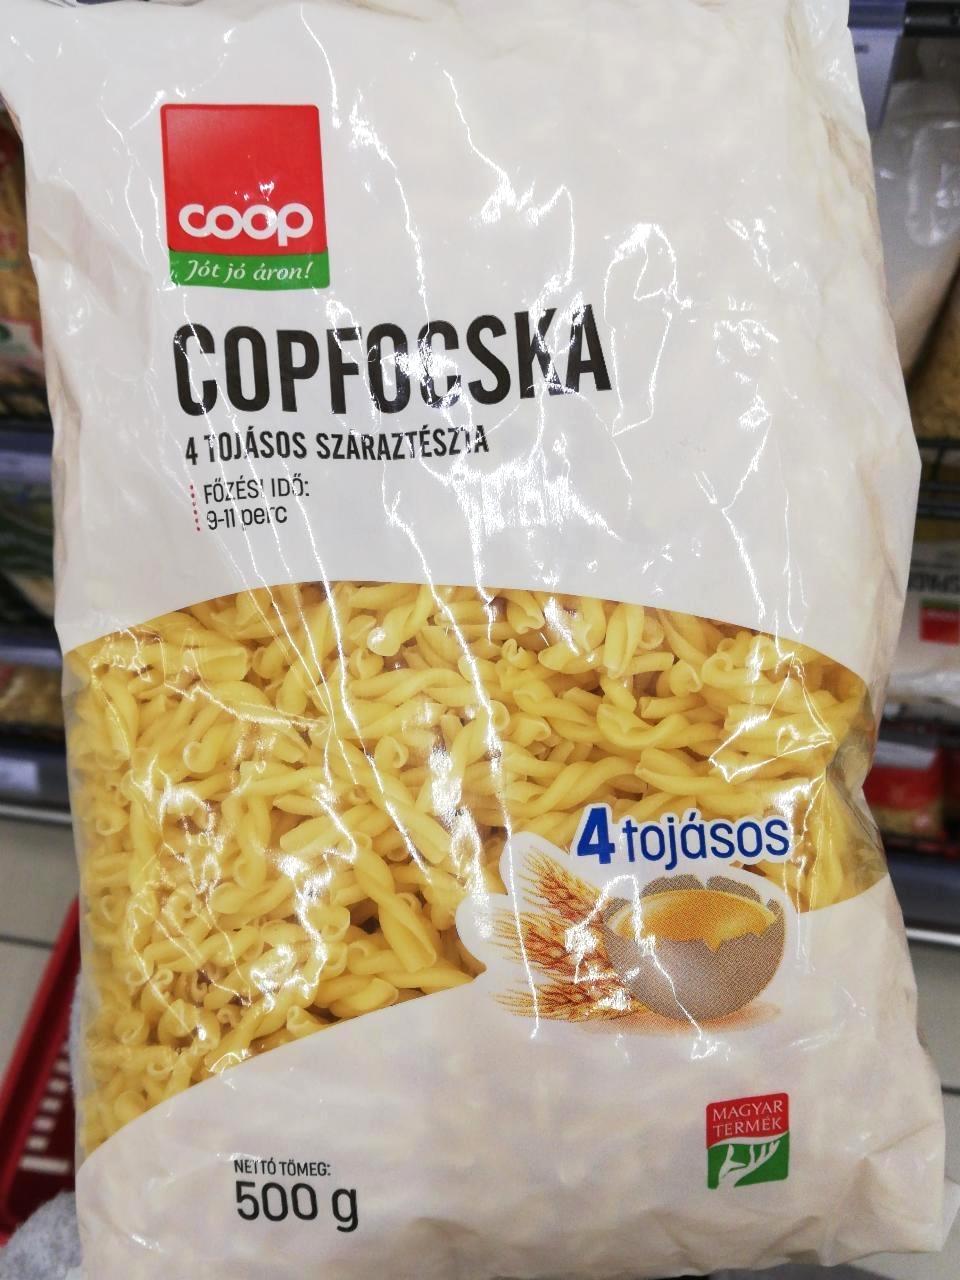 coop
Jót jó áron!
COPFOCSKA
4 TOJÁSOS SZÁRAZTÉSZTA
FŐZÉSI IDŐ:
9-11 perc
4 tojásos
MAGYAR
TERMÉK
NETTÓ TÖMEG:
500 g